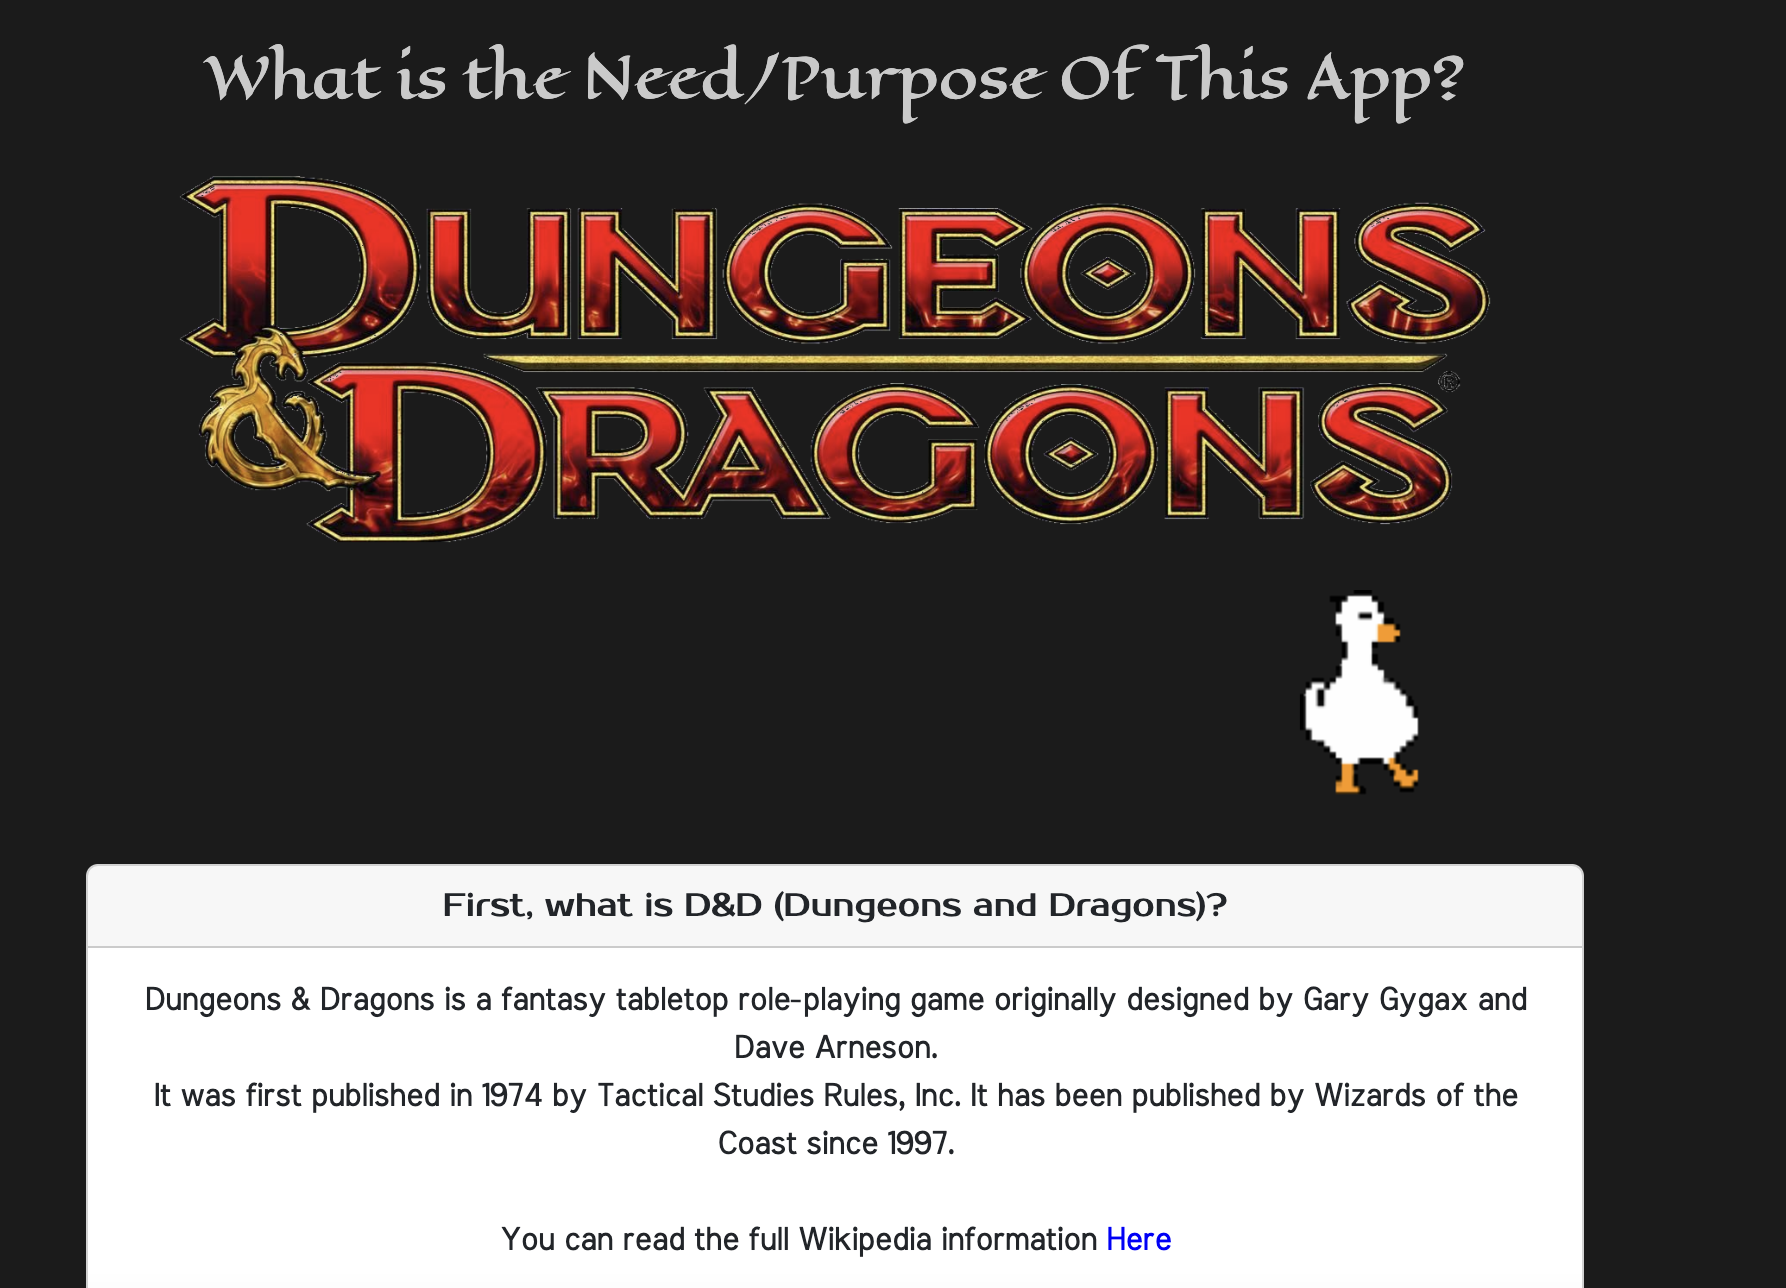 What is the Need/Purpose Of This App?
DUNGEONS
& DRAGONS®
First, what is D&D (Dungeons and Dragons)?
Dungeons & Dragons is a fantasy tabletop role-playing game originally designed by Gary Gygax and
Dave Arneson.
It was first published in 1974 by Tactical Studies Rules, Inc. It has been published by Wizards of the
Coast since 1997.
You can read the full Wikipedia information Here